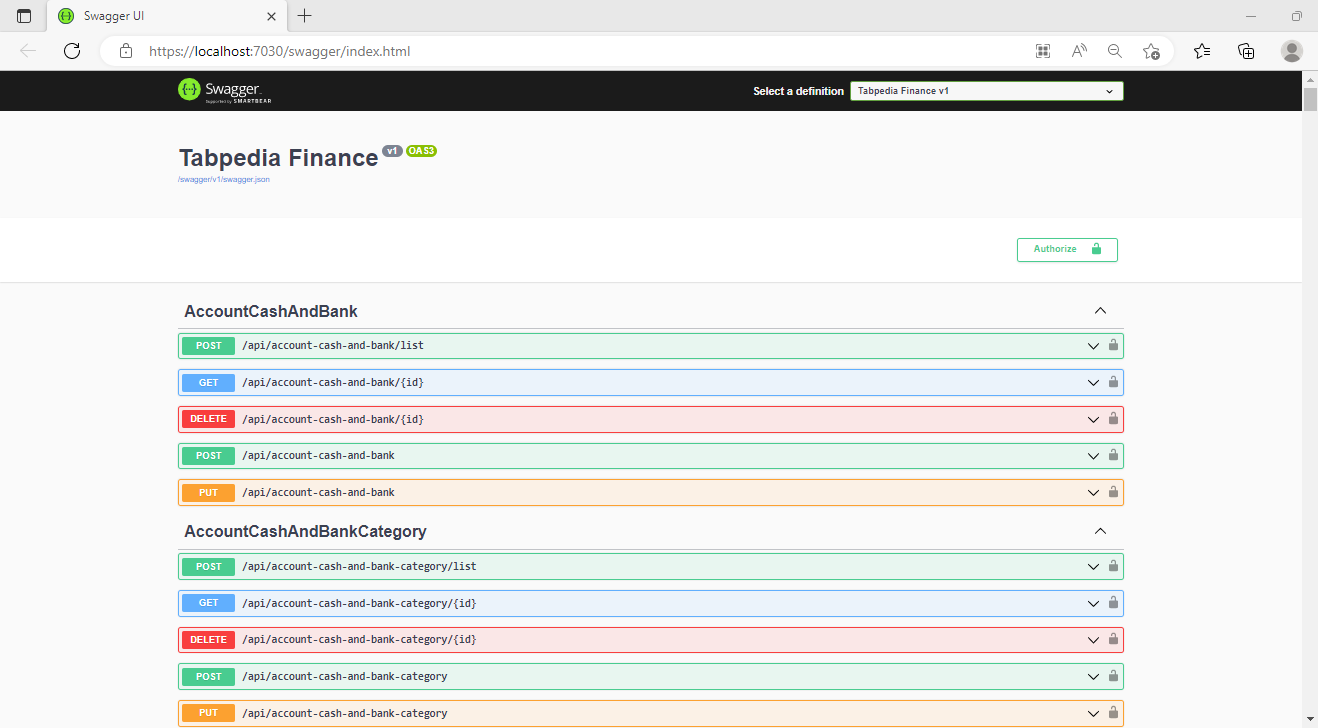 Swagger UI
https://localhost:7030/swagger/index.html
Swagger
Supported by SMARTBEAR
Select a definition
Tabpedia Finance v1
Tabpedia Finance v1 OAS3
/swagger/v1/swagger.json
Authorize
AccountCashAndBank
POST /api/account-cash-and-bank/list
GET /api/account-cash-and-bank/{id}
DELETE /api/account-cash-and-bank/{id}
POST /api/account-cash-and-bank
PUT /api/account-cash-and-bank
AccountCashAndBankCategory
POST /api/account-cash-and-bank-category/list
GET /api/account-cash-and-bank-category/{id}
DELETE /api/account-cash-and-bank-category/{id}
POST /api/account-cash-and-bank-category
PUT /api/account-cash-and-bank-category